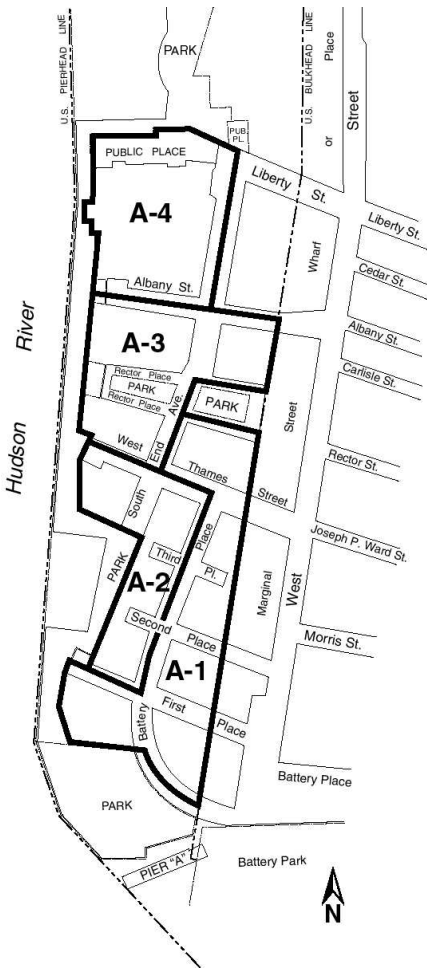 U.S. PIERHEAD LINE
PARK
U.S. BULKHEAD LINE
Place
or
Street
PUB.
PL.
PUBLIC PLACE
Liberty St.
A-4
Wharf
Liberty St.
Cedar St.
Albany St.
Albany St.
Carlisle St.
A-3
Rector Place
PARK
Rector Place
Ave.
PARK
Street
Hudson River
West
End
Thames Street
Rector St.
South
Place
Joseph P. Ward St.
Third Pl.
PARK
A-2
Marginal
West
Second Place
Morris St.
A-1
First Place
Battery
Battery Place
PARK
PIER "A"
Battery Park
N